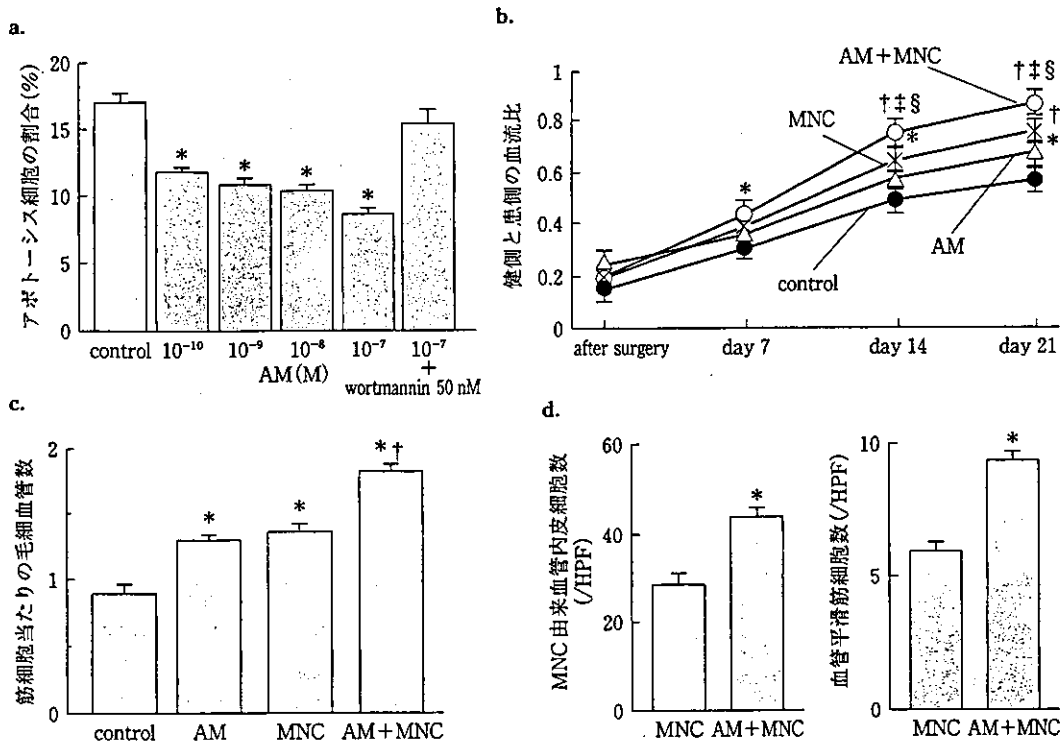 a.
アポトーシス細胞の割合(%)
20
15
10
5
0
* * * *
control 10⁻¹⁰ 10⁻⁹ 10⁻⁸ 10⁻⁷ 10⁻⁷
AM(M) +
wortmannin 50 nM
b.
健側と患側の血流比
1
0.8
0.6
0.4
0.2
0
AM+MNC
MNC
AM
control
*
†‡§
*
†‡§
†
*
after surgery day 7 day 14 day 21
c.
筋細胞当たりの毛細血管数
2
1
0
* * *†
control AM MNC AM+MNC
d.
MNC由来血管内皮細胞数
(/HPF)
60
40
20
0
*
MNC AM+MNC
血管平滑筋細胞数(/HPF)
10
5
0
*
MNC AM+MNC